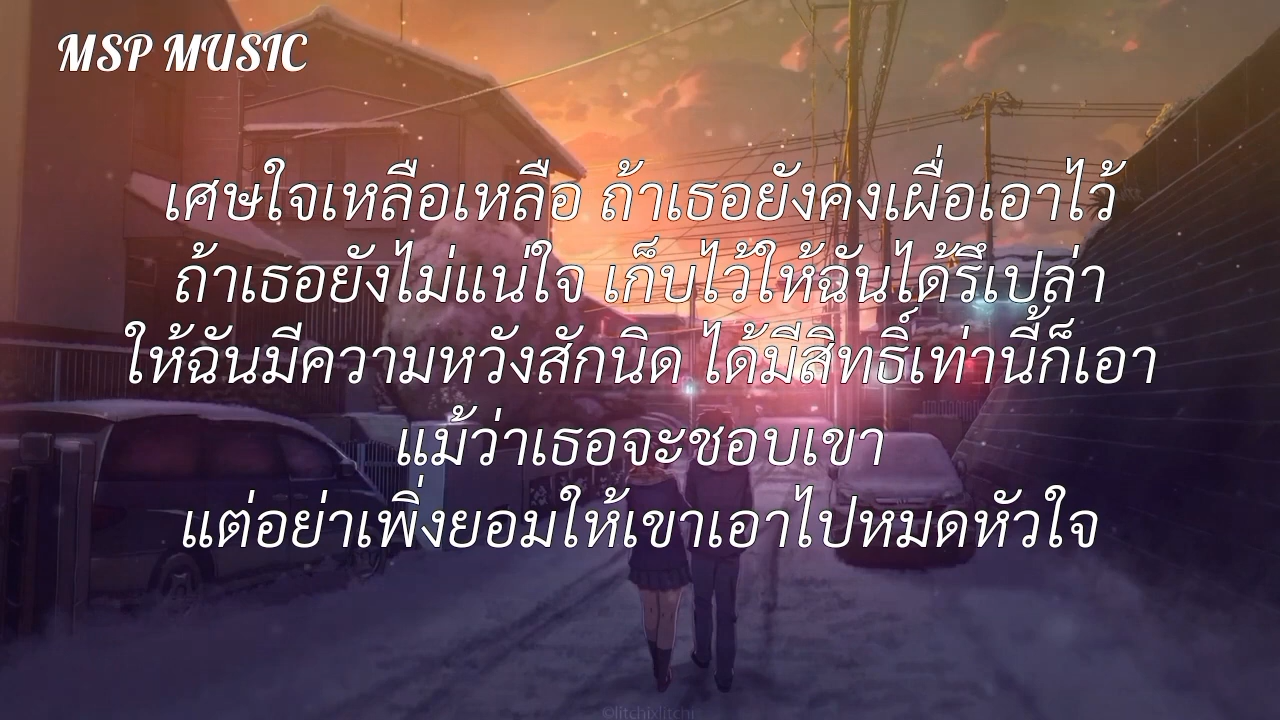 MSP MUSIC
เศษใจเหลือเหลือ ถ้าเธอยังคงเผื่อเอาไว้
ถ้าเธอยังไม่แน่ใจ เก็บไว้ให้ฉันได้รึเปล่า
ให้ฉันมีความหวังสักนิด ได้มีสิทธิ์เท่านี้ก็เอา
แม้ว่าเธอจะชอบเขา
แต่อย่าเพิ่งยอมให้เขาเอาไปหมดหัวใจ
©litchixlitchi